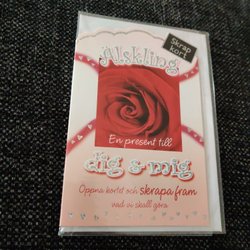 Älskling
Skrap
kort
En present till
dig & mig
Öppna kortet och skrapa fram
vad vi skall göra